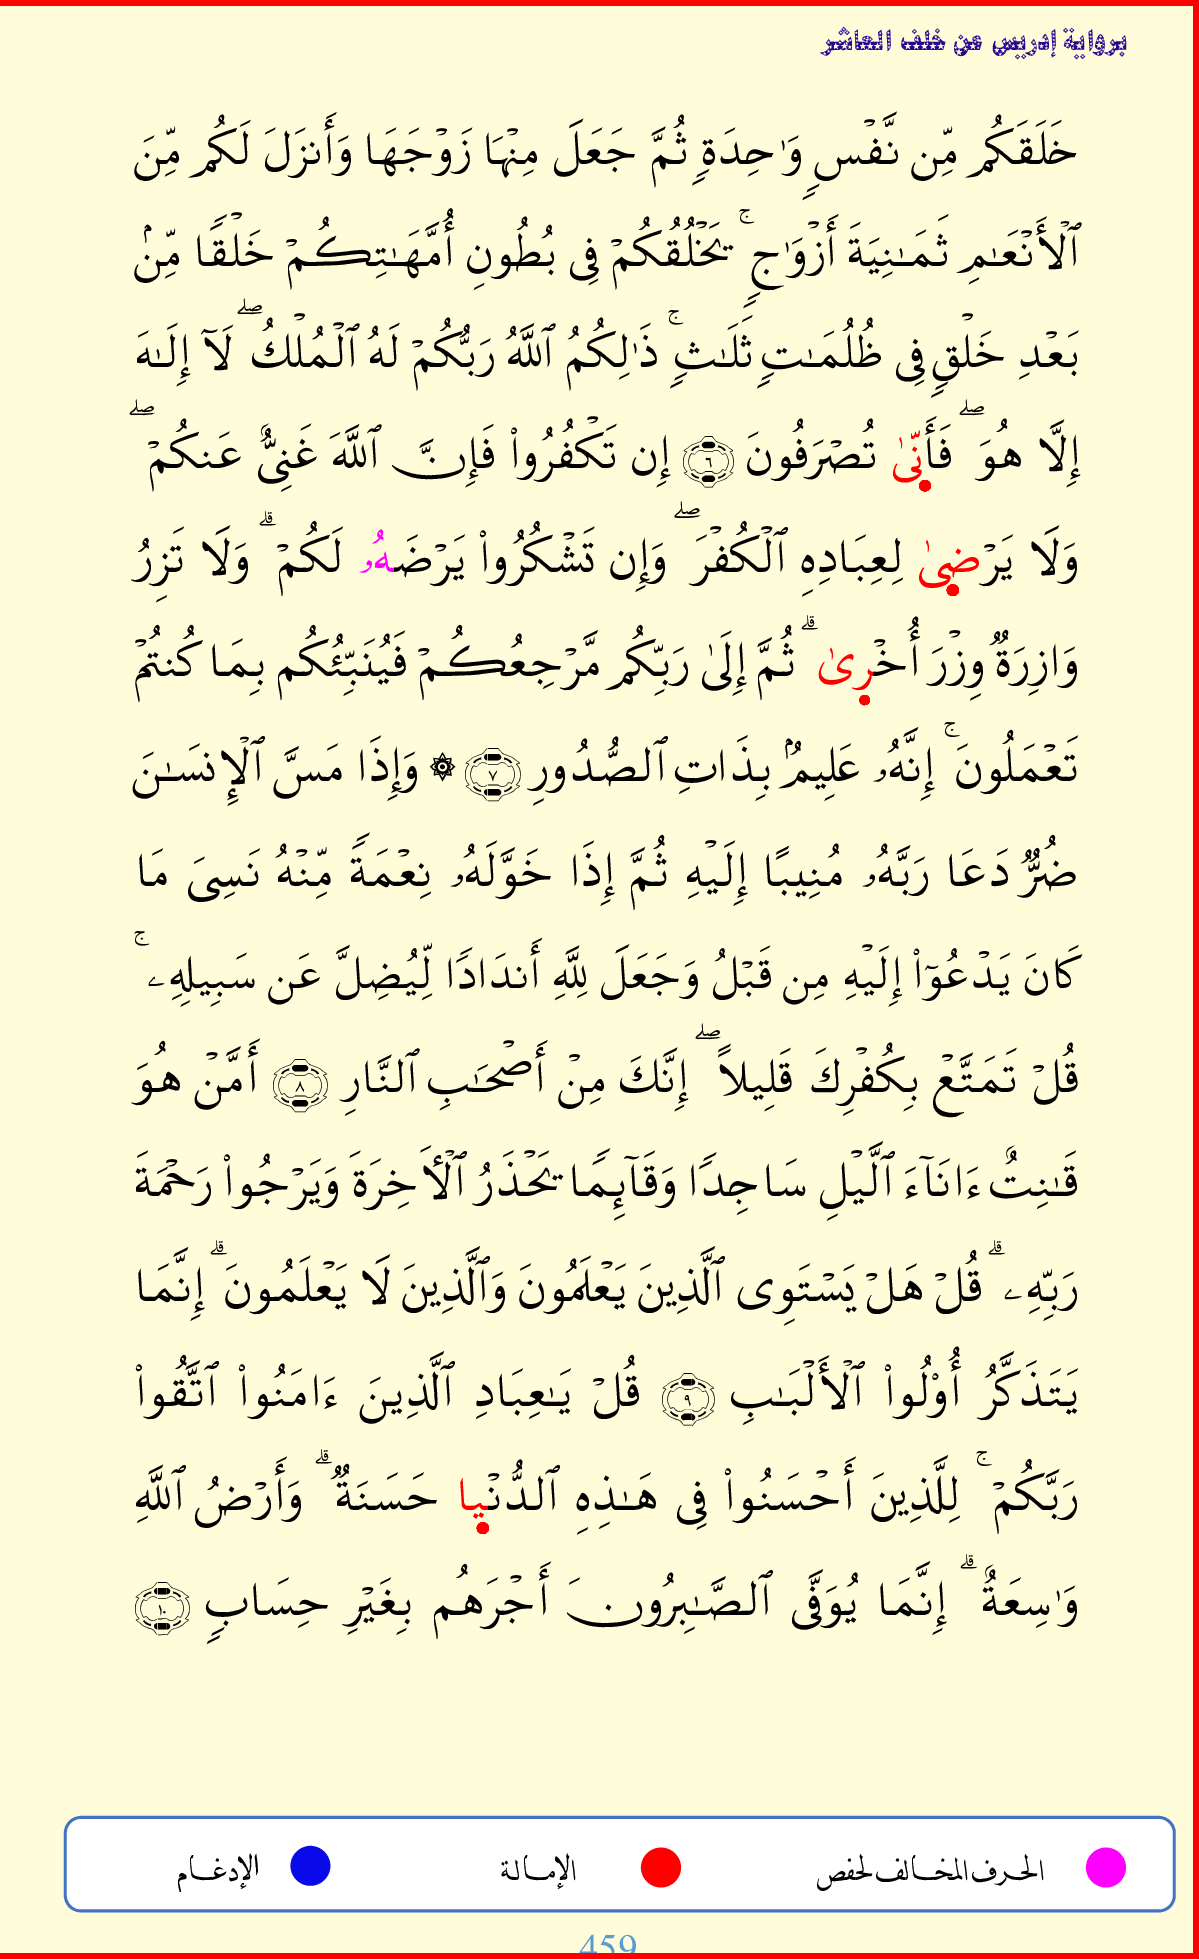 برواية إدريس عن خلف العاشر
خَلَقَكُم مِّن نَّفۡسٖ وَٰحِدَةٖ ثُمَّ جَعَلَ مِنۡهَا زَوۡجَهَا وَأَنزَلَ لَكُم مِّنَ
ٱلۡأَنۡعَٰمِ ثَمَٰنِيَةَ أَزۡوَٰجٖۚ يَخۡلُقُكُمۡ فِي بُطُونِ أُمَّهَٰتِكُمۡ خَلۡقٗا مِّنۢ
بَعۡدِ خَلۡقٖ فِي ظُلُمَٰتٖ ثَلَٰثٖۚ ذَٰلِكُمُ ٱللَّهُ رَبُّكُمۡ لَهُ ٱلۡمُلۡكُۖ لَآ إِلَٰهَ
إِلَّا هُوَۖ فَأَنِّىٰ تُصۡرَفُونَ ٦ إِن تَكۡفُرُواْ فَإِنَّ ٱللَّهَ غَنِيٌّ عَنكُمۡۖ
وَلَا يَرۡضِىٰ لِعِبَادِهِ ٱلۡكُفۡرَۖ وَإِن تَشۡكُرُواْ يَرۡضَهُۥ لَكُمۡۗ وَلَا تَزِرُ
وَازِرَةٞ وِزۡرَ أُخۡرِىٰۗ ثُمَّ إِلَىٰ رَبِّكُم مَّرۡجِعُكُمۡ فَيُنَبِّئُكُم بِمَا كُنتُمۡ
تَعۡمَلُونَۚ إِنَّهُۥ عَلِيمُۢ بِذَاتِ ٱلصُّدُورِ ٧ ۞ وَإِذَا مَسَّ ٱلۡإِنسَٰنَ
ضُرّٞ دَعَا رَبَّهُۥ مُنِيبًا إِلَيۡهِ ثُمَّ إِذَا خَوَّلَهُۥ نِعۡمَةٗ مِّنۡهُ نَسِيَ مَا
كَانَ يَدۡعُوٓاْ إِلَيۡهِ مِن قَبۡلُ وَجَعَلَ لِلَّهِ أَندَادٗا لِّيُضِلَّ عَن سَبِيلِهِۦۚ
قُلۡ تَمَتَّعۡ بِكُفۡرِكَ قَلِيلًاۖ إِنَّكَ مِنۡ أَصۡحَٰبِ ٱلنَّارِ ٨ أَمَّنۡ هُوَ
قَٰنِتٌ ءَانَآءَ ٱلَّيۡلِ سَاجِدٗا وَقَآئِمٗا يَحۡذَرُ ٱلۡأٓخِرَةَ وَيَرۡجُواْ رَحۡمَةَ
رَبِّهِۦۗ قُلۡ هَلۡ يَسۡتَوِي ٱلَّذِينَ يَعۡلَمُونَ وَٱلَّذِينَ لَا يَعۡلَمُونَۗ إِنَّمَا
يَتَذَكَّرُ أُوْلُواْ ٱلۡأَلۡبَٰبِ ٩ قُلۡ يَٰعِبَادِ ٱلَّذِينَ ءَامَنُواْ ٱتَّقُواْ
رَبَّكُمۡۚ لِلَّذِينَ أَحۡسَنُواْ فِي هَٰذِهِ ٱلدُّنۡيِا حَسَنَةٞۗ وَأَرۡضُ ٱللَّهِ
وَٰسِعَةٌۗ إِنَّمَا يُوَفَّى ٱلصَّٰبِرُونَ أَجۡرَهُم بِغَيۡرِ حِسَابٖ ١٠
الحرف المخالف لحفص الإمالة الإدغام
459